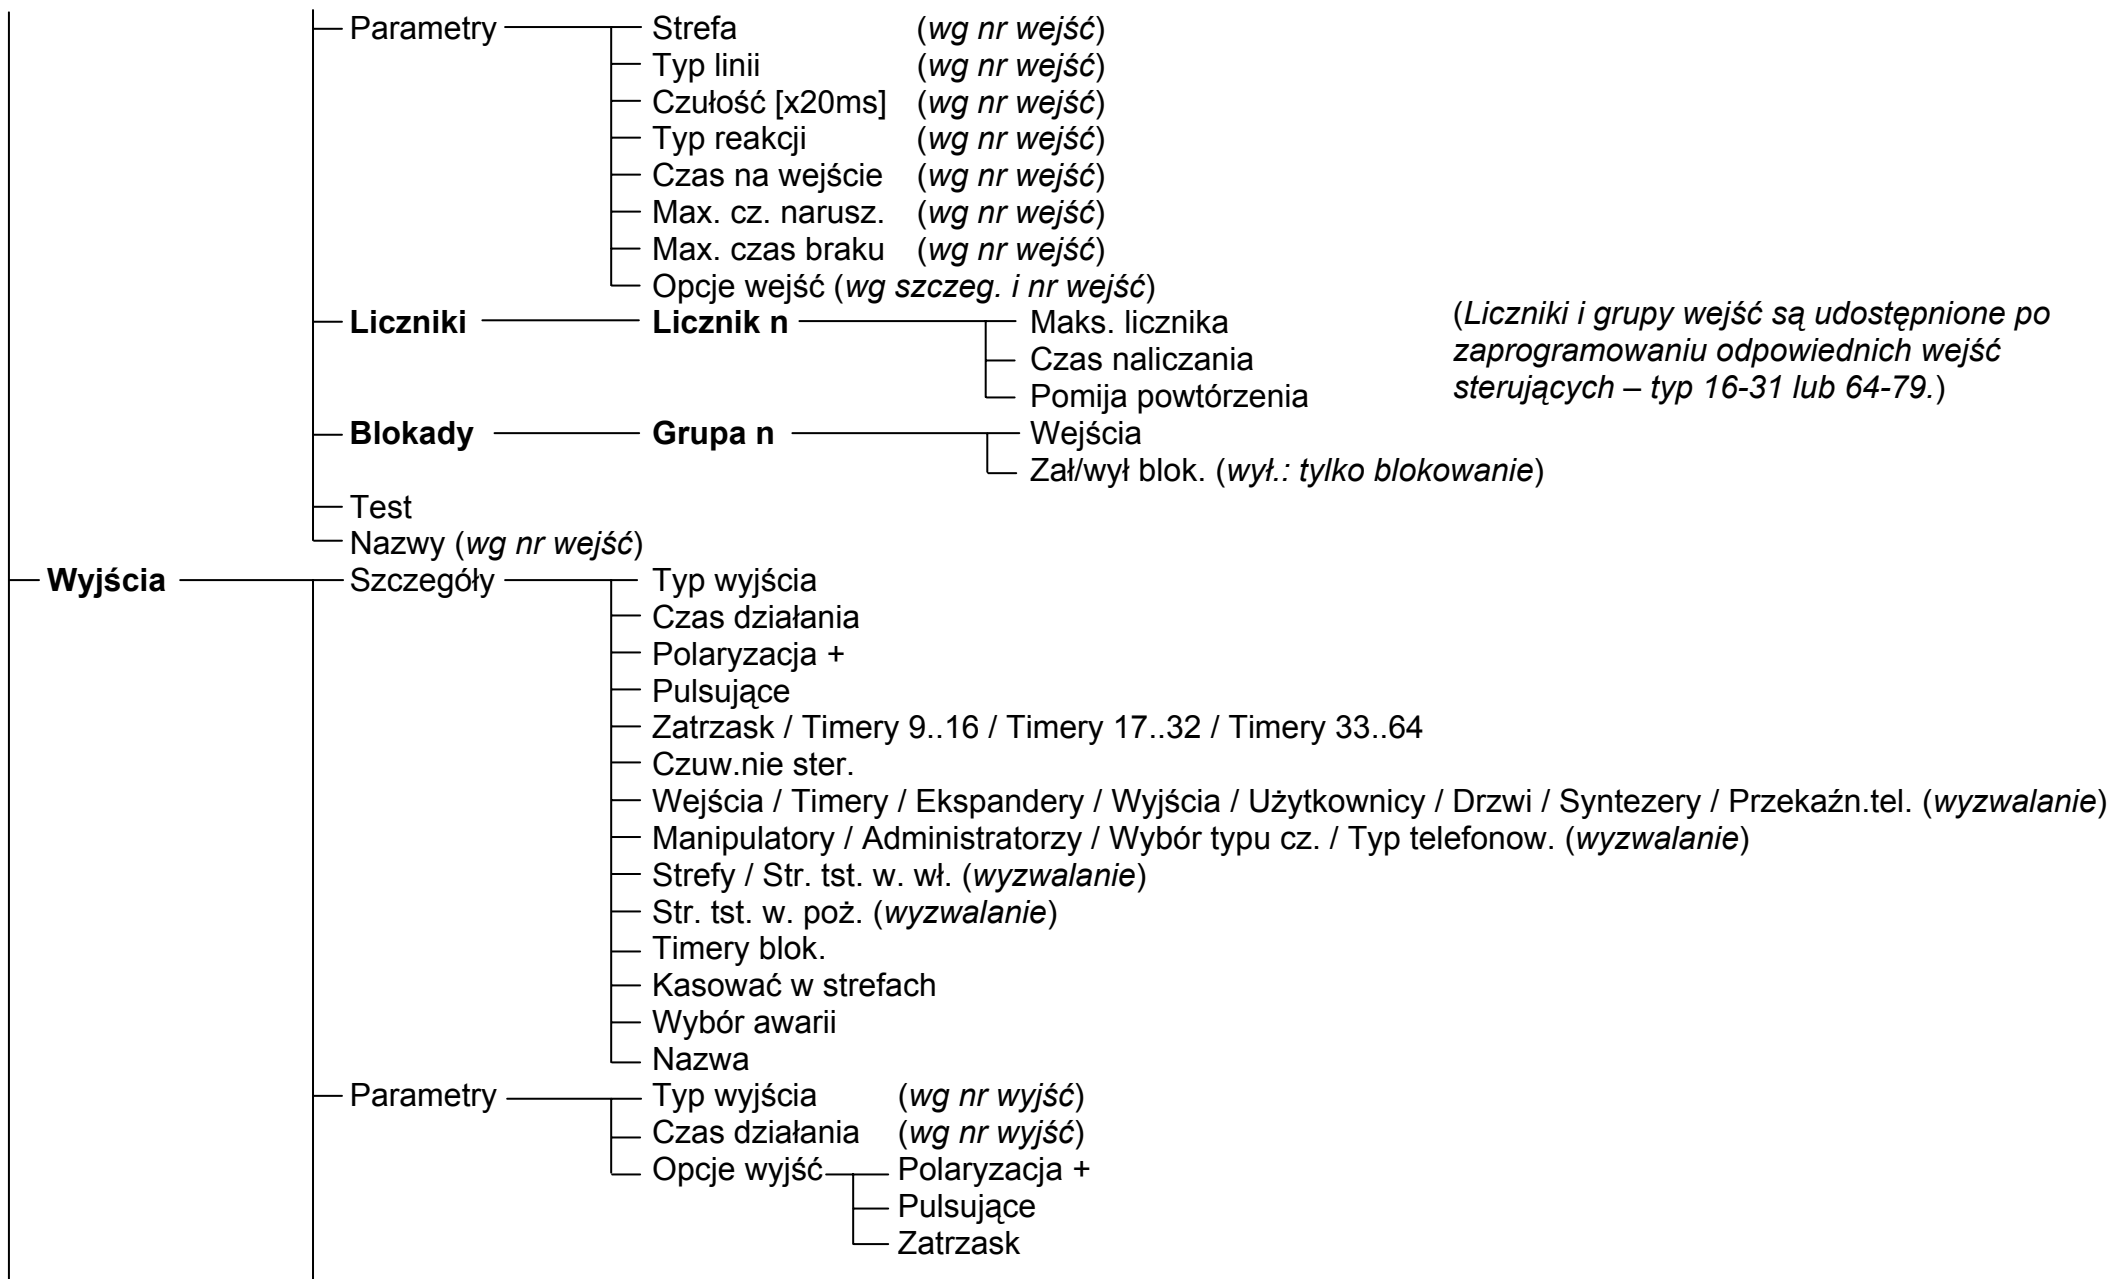 Parametry Strefa (wg nr wejść)
Typ linii (wg nr wejść)
Czułość [x20ms] (wg nr wejść)
Typ reakcji (wg nr wejść)
Czas na wejście (wg nr wejść)
Max. cz. narusz. (wg nr wejść)
Max. czas braku (wg nr wejść)
Opcje wejść (wg szczeg. i nr wejść)
Liczniki Licznik n Maks. licznika
Czas naliczania
Pomija powtórzenia
(Liczniki i grupy wejść są udostępnione po
zaprogramowaniu odpowiednich wejść
sterujących – typ 16-31 lub 64-79.)
Blokady Grupa n Wejścia
Zał/wył blok. (wył.: tylko blokowanie)
Test
Nazwy (wg nr wejść)
Wyjścia Szczegóły Typ wyjścia
Czas działania
Polaryzacja +
Pulsujące
Zatrzask / Timery 9..16 / Timery 17..32 / Timery 33..64
Czuw.nie ster.
Wejścia / Timery / Ekspandery / Wyjścia / Użytkownicy / Drzwi / Syntezery / Przekaźn.tel. (wyzwalanie)
Manipulatory / Administratorzy / Wybór typu cz. / Typ telefonow. (wyzwalanie)
Strefy / Str. tst. w. wł. (wyzwalanie)
Str. tst. w. poż. (wyzwalanie)
Timery blok.
Kasować w strefach
Wybór awarii
Nazwa
Parametry Typ wyjścia (wg nr wyjść)
Czas działania (wg nr wyjść)
Opcje wyjść Polaryzacja +
Pulsujące
Zatrzask